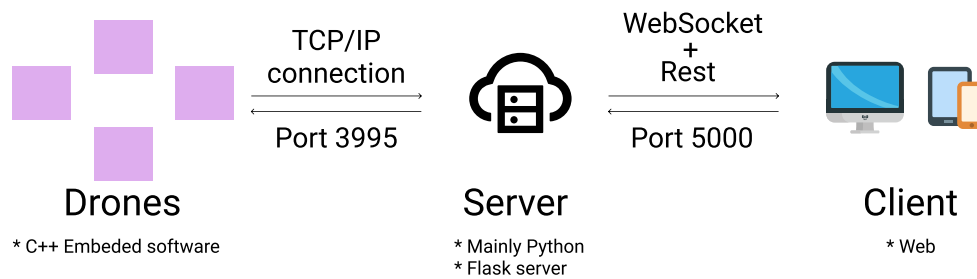 TCP/IP
connection
Port 3995
WebSocket
+
Rest
Port 5000
Drones
* C++ Embeded software
Server
* Mainly Python
* Flask server
Client
* Web